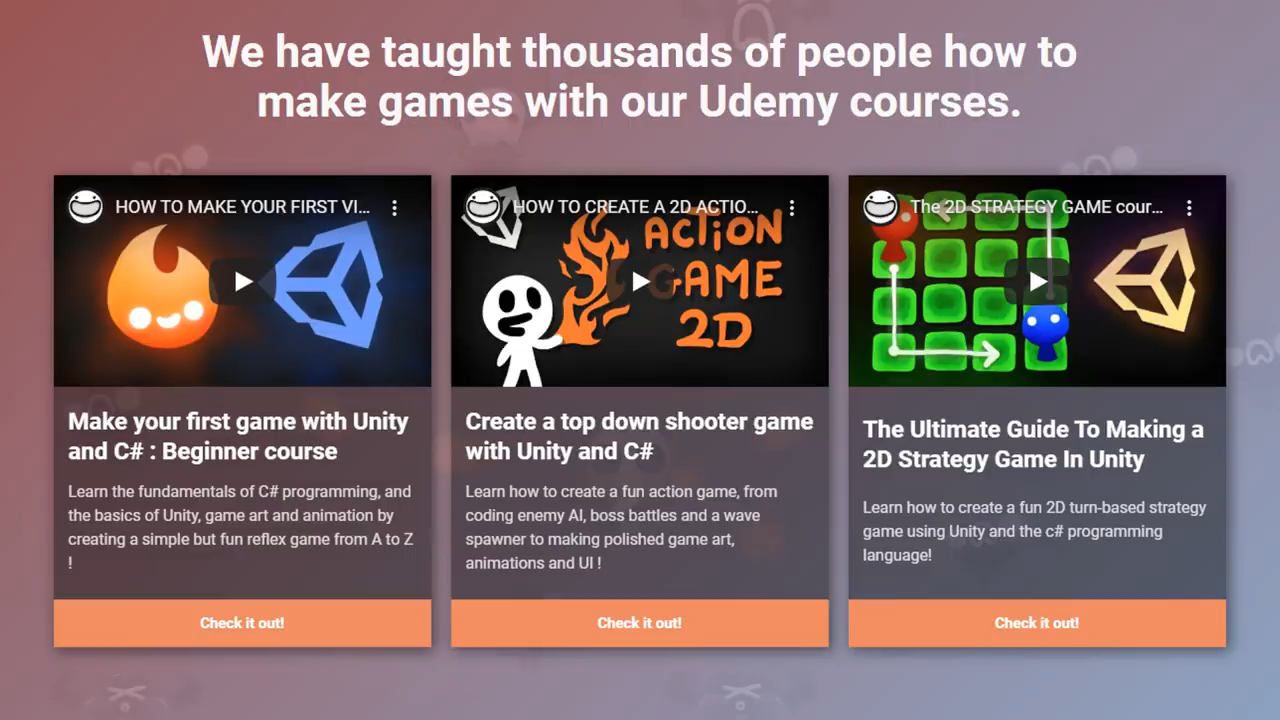 We have taught thousands of people how to
make games with our Udemy courses.
HOW TO MAKE YOUR FIRST VI...
HOW TO CREATE A 2D ACTIO...
ACTION
GAME
2D
The 2D STRATEGY GAME cour...
Make your first game with Unity
and C# : Beginner course
Learn the fundamentals of C# programming, and
the basics of Unity, game art and animation by
creating a simple but fun reflex game from A to Z
!
Check it out!
Create a top down shooter game
with Unity and C#
Learn how to create a fun action game, from
coding enemy AI, boss battles and a wave
spawner to making polished game art,
animations and UI !
Check it out!
The Ultimate Guide To Making a
2D Strategy Game In Unity
Learn how to create a fun 2D turn-based strategy
game using Unity and the c# programming
language!
Check it out!